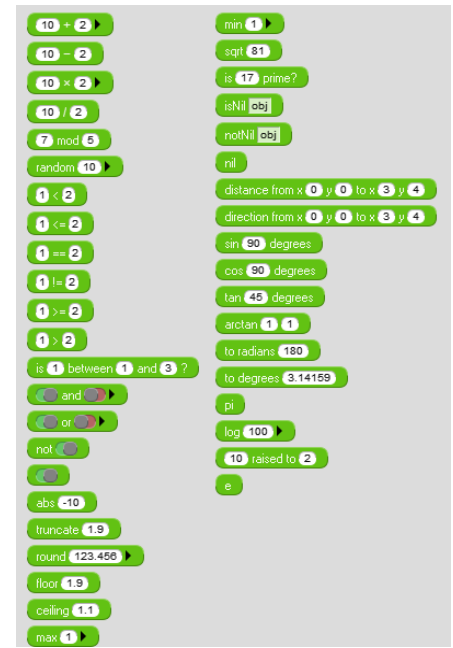 10 + 2
10 − 2
10 × 2
10 / 2
7 mod 5
random 10
1 < 2
1 <= 2
1 == 2
1 != 2
1 >= 2
1 > 2
is 1 between 1 and 3 ?
and
or
not
abs -10
truncate 1.9
round 123.456
floor 1.9
ceiling 1.1
max 1
min 1
sqrt 81
is 17 prime?
isNil obj
notNil obj
nil
distance from x 0 y 0 to x 3 y 4
direction from x 0 y 0 to x 3 y 4
sin 90 degrees
cos 90 degrees
tan 45 degrees
arctan 1 1
to radians 180
to degrees 3.14159
pi
log 100
10 raised to 2
e